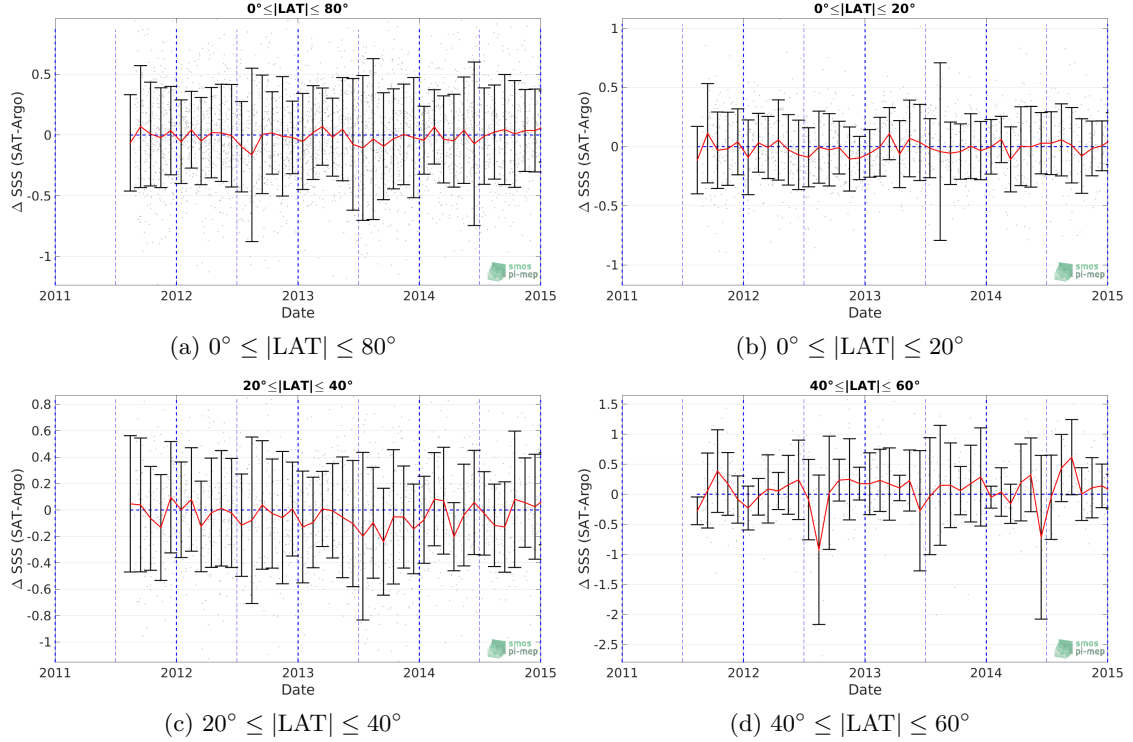 0°≤|LAT|≤ 80°
Δ SSS (SAT-Argo)
0.5
0
-0.5
-1
2011 2012 2013 2014 2015
Date
smos
pi-mep
(a) 0° ≤ |LAT| ≤ 80°
0°≤|LAT|≤ 20°
Δ SSS (SAT-Argo)
1
0.5
0
-0.5
-1
2011 2012 2013 2014 2015
Date
smos
pi-mep
(b) 0° ≤ |LAT| ≤ 20°
20°≤|LAT|≤ 40°
Δ SSS (SAT-Argo)
0.8
0.6
0.4
0.2
0
-0.2
-0.4
-0.6
-0.8
-1
2011 2012 2013 2014 2015
Date
smos
pi-mep
(c) 20° ≤ |LAT| ≤ 40°
40°≤|LAT|≤ 60°
Δ SSS (SAT-Argo)
1.5
1
0.5
0
-0.5
-1
-1.5
-2
-2.5
2011 2012 2013 2014 2015
Date
smos
pi-mep
(d) 40° ≤ |LAT| ≤ 60°